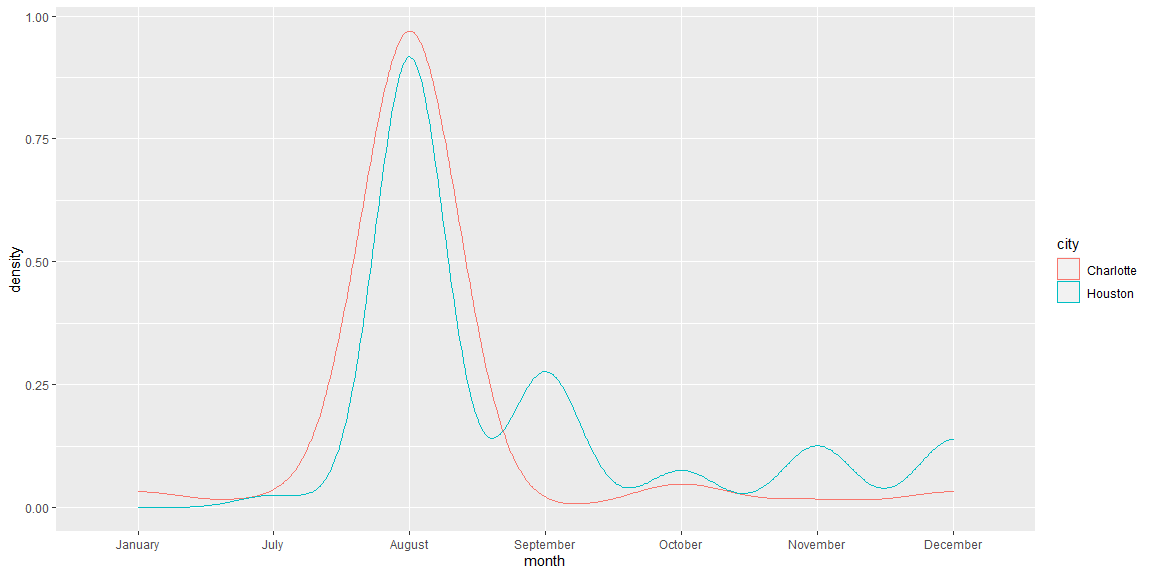 1.00
0.75
0.50
0.25
0.00
density
January July August September October November December
month
city
Charlotte
Houston